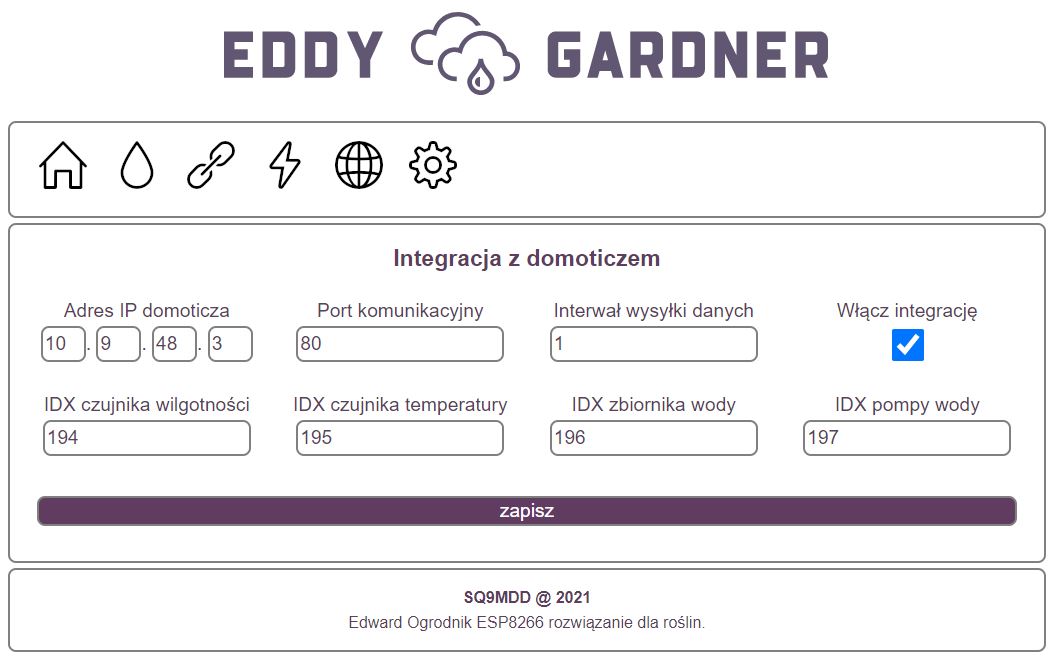 EDDY GARDNER
Integracja z domoticzem
Adres IP domoticza Port komunikacyjny Interwał wysyłki danych Włącz integrację
10 . 9 . 48 . 3 80 1
IDX czujnika wilgotności IDX czujnika temperatury IDX zbiornika wody IDX pompy wody
194 195 196 197
zapisz
SQ9MDD @ 2021
Edward Ogrodnik ESP8266 rozwiązanie dla roślin.